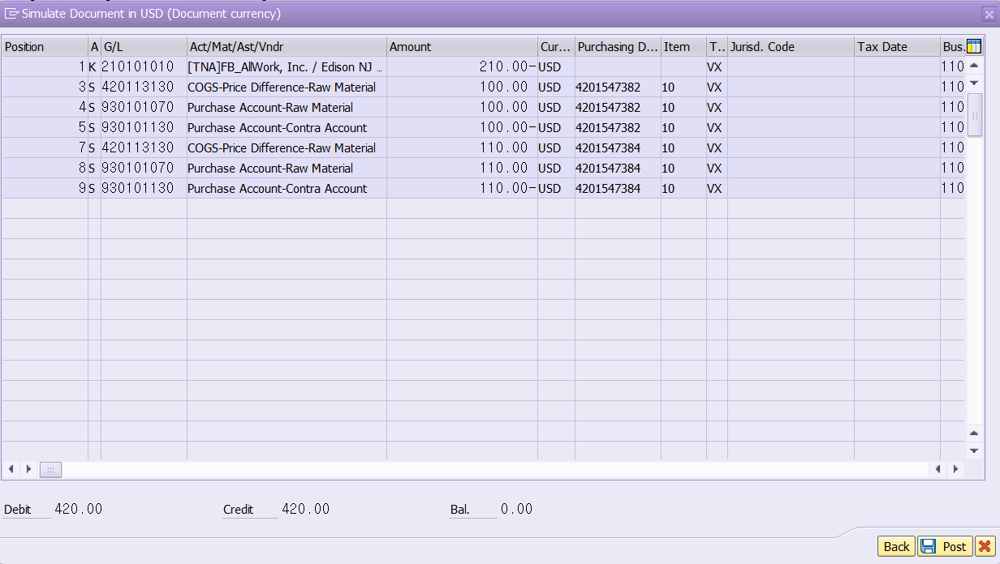 Simulate Document in USD (Document currency)
Position A G/L Act/Mat/Ast/Vndr Amount Cur... Purchasing D... Item T.. Jurisd. Code Tax Date Bus.
1 K 210101010 [TNA]FB_AllWork, Inc. / Edison NJ ... 210.00- USD VX 110
3 S 420113130 COGS-Price Difference-Raw Material 100.00 USD 4201547382 10 VX 110
4 S 930101070 Purchase Account-Raw Material 100.00 USD 4201547382 10 VX 110
5 S 930101130 Purchase Account-Contra Account 100.00- USD 4201547382 10 VX 110
7 S 420113130 COGS-Price Difference-Raw Material 110.00 USD 4201547384 10 VX 110
8 S 930101070 Purchase Account-Raw Material 110.00 USD 4201547384 10 VX 110
9 S 930101130 Purchase Account-Contra Account 110.00- USD 4201547384 10 VX 110
Debit 420.00 Credit 420.00 Bal. 0.00
Back Post